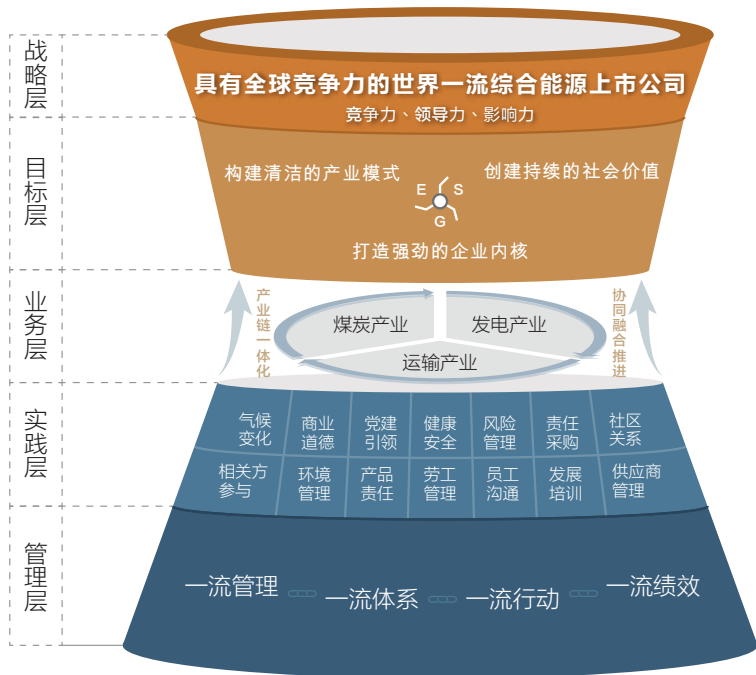 战略层
具有全球竞争力的世界一流综合能源上市公司
竞争力、领导力、影响力
目标层
构建清洁的产业模式
创建持续的社会价值
E S
G
打造强劲的企业内核
业务层
产业链一体化
煤炭产业
发电产业
运输产业
协同融合推进
实践层
气候
变化
商业
道德
党建
引领
健康
安全
风险
管理
责任
采购
社区
关系
相关方
参与
环境
管理
产品
责任
劳工
管理
员工
沟通
发展
培训
供应商
管理
管理层
一流管理
一流体系
一流行动
一流绩效